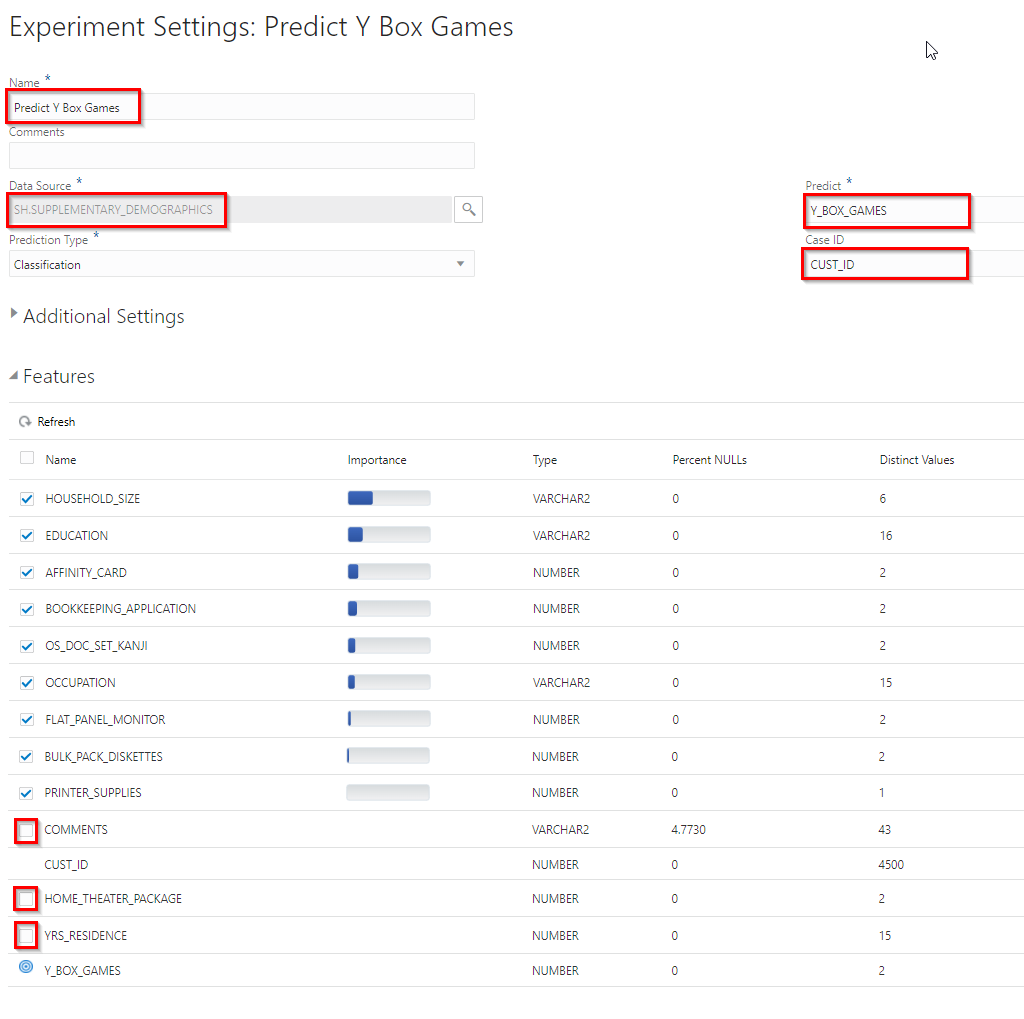 Experiment Settings: Predict Y Box Games
Name *
Predict Y Box Games
Comments
Data Source *
Predict *
SH.SUPPLEMENTARY_DEMOGRAPHICS
Y_BOX_GAMES
Prediction Type *
Case ID
Classification
CUST_ID
Additional Settings
Features
Refresh
Name Importance Type Percent NULLs Distinct Values
HOUSEHOLD_SIZE VARCHAR2 0 6
EDUCATION VARCHAR2 0 16
AFFINITY_CARD NUMBER 0 2
BOOKKEEPING_APPLICATION NUMBER 0 2
OS_DOC_SET_KANJI NUMBER 0 2
OCCUPATION VARCHAR2 0 15
FLAT_PANEL_MONITOR NUMBER 0 2
BULK_PACK_DISKETTES NUMBER 0 2
PRINTER_SUPPLIES NUMBER 0 1
COMMENTS VARCHAR2 4.7730 43
CUST_ID NUMBER 0 4500
HOME_THEATER_PACKAGE NUMBER 0 2
YRS_RESIDENCE NUMBER 0 15
Y_BOX_GAMES NUMBER 0 2